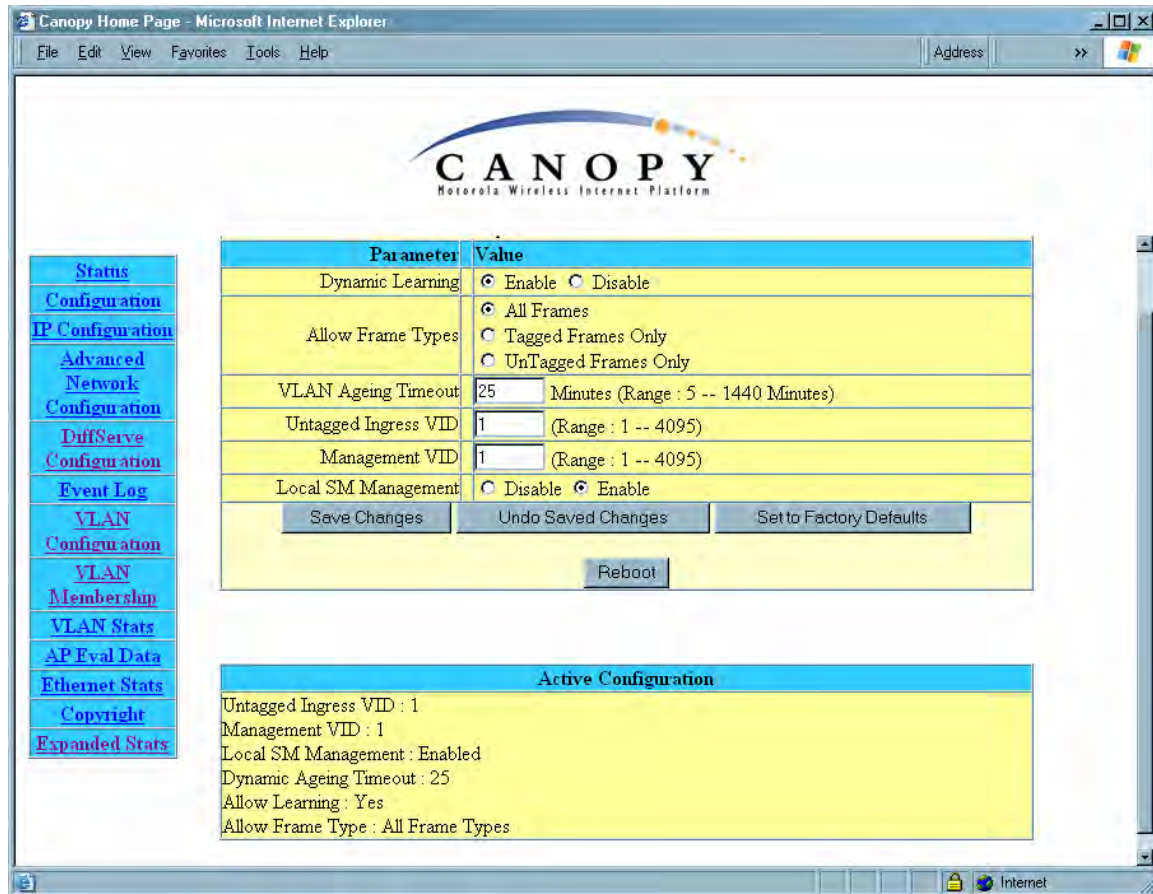 Canopy Home Page - Microsoft Internet Explorer
File Edit View Favorites Tools Help
Address
»
CANOPY
Motorola Wireless Internet Platform
Status
Configuration
IP Configuration
Advanced
Network
Configuration
DiffServe
Configuration
Event Log
VLAN
Configuration
VLAN
Membership
VLAN Stats
AP Eval Data
Ethernet Stats
Copyright
Expanded Stats
Parameter Value
Dynamic Learning Enable Disable
Allow Frame Types
All Frames
Tagged Frames Only
UnTagged Frames Only
VLAN Ageing Timeout 25 Minutes (Range : 5 -- 1440 Minutes)
Untagged Ingress VID 1 (Range : 1 -- 4095)
Management VID 1 (Range : 1 -- 4095)
Local SM Management Disable Enable
Save Changes Undo Saved Changes Set to Factory Defaults
Reboot
Active Configuration
Untagged Ingress VID : 1
Management VID : 1
Local SM Management : Enabled
Dynamic Ageing Timeout : 25
Allow Learning : Yes
Allow Frame Type : All Frame Types
Internet